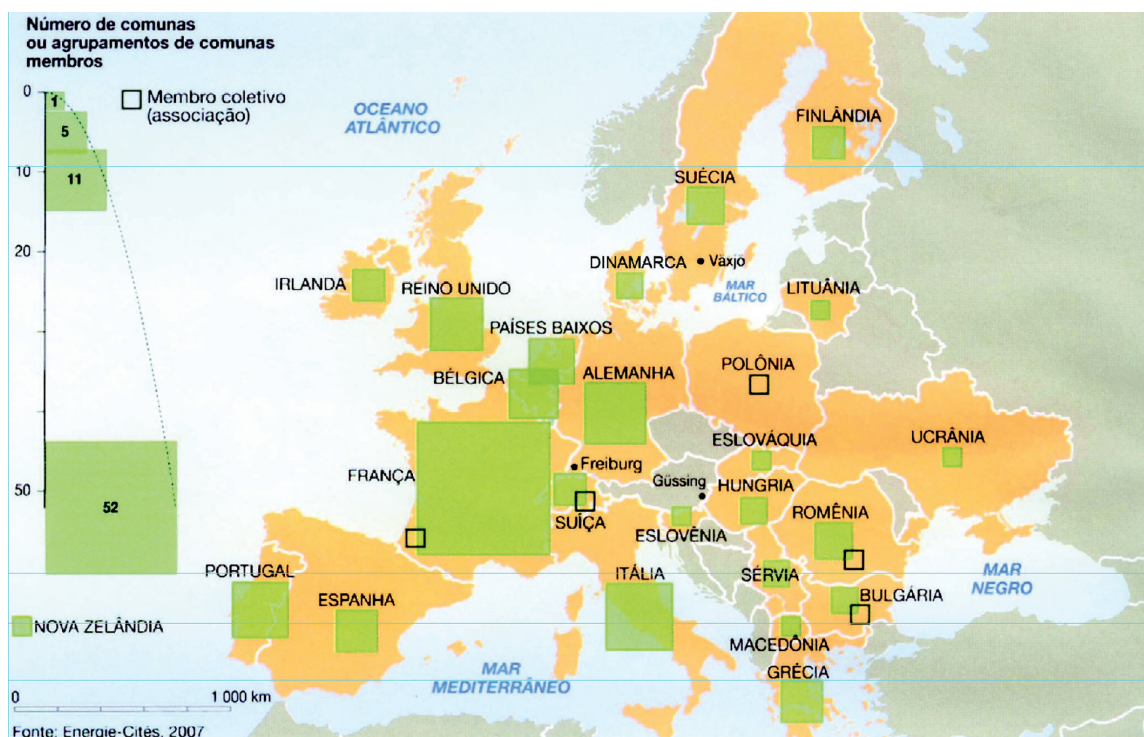 Número de comunas
ou agrupamentos de comunas
membros
0
1
5
10
11
20
50
52
Membro coletivo
(associação)
OCEANO
ATLÂNTICO
FINLÂNDIA
SUÉCIA
DINAMARCA
Växjö
MAR
BÁLTICO
LITUÂNIA
IRLANDA
REINO UNIDO
PAÍSES BAIXOS
BÉLGICA
ALEMANHA
POLÔNIA
ESLOVÁQUIA
UCRÂNIA
FRANÇA
Freiburg
Güssing
HUNGRIA
SUÍÇA
ESLOVÊNIA
ROMÊNIA
PORTUGAL
ESPANHA
ITÁLIA
SÉRVIA
BULGÁRIA
MAR
NEGRO
NOVA ZELÂNDIA
MACEDÔNIA
GRÉCIA
MAR
MEDITERRÂNEO
0 1 000 km
Fonte: Energie-Cités, 2007